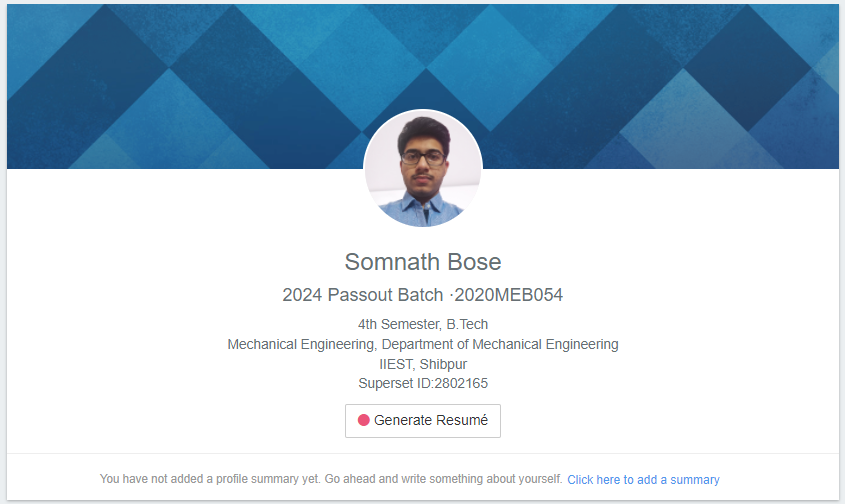 Somnath Bose
2024 Passout Batch ·2020MEB054
4th Semester, B.Tech
Mechanical Engineering, Department of Mechanical Engineering
IIEST, Shibpur
Superset ID:2802165
Generate Resumé
You have not added a profile summary yet. Go ahead and write something about yourself. Click here to add a summary